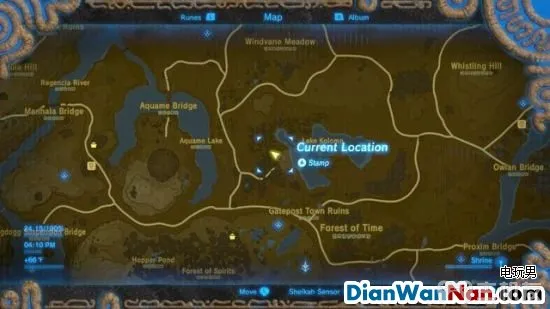 Runes
Map
Album
Windvane Meadow
Whistling Hill
Regencia River
Aquame Bridge
Manhala Bridge
Aquame Lake
Lake Kolomo
Current Location
Stamp
Owlan Bridge
Gatepost Town Ruins
Forest of Time
Proxim Bridge
Hopper Pond
Forest of Spirits
04:10 PM
Shrine
Move
Sheikah Sensor
电玩男
DianWanNan.com